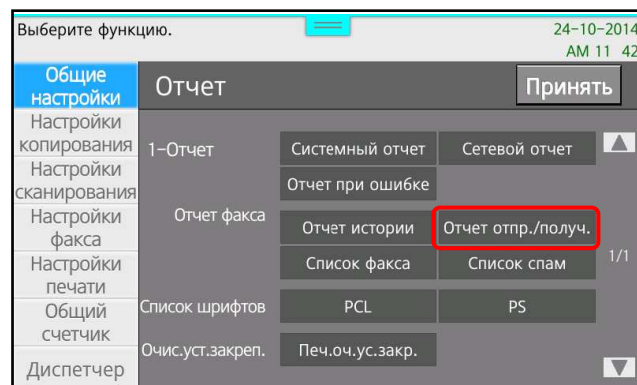 Выберите функцию.
24-10-2014
AM 11 42
Общие
настройки
Отчет
Принять
Настройки
копирования
1-Отчет
Системный отчет
Сетевой отчет
Настройки
сканирования
Отчет при ошибке
Настройки
факса
Отчет факса
Отчет истории
Отчет отпр./получ.
Настройки
печати
Список факса
Список спам
1/1
Общий
счетчик
Список шрифтов
PCL
PS
Очис.уст.закреп.
Печ.оч.ус.закр.
Диспетчер